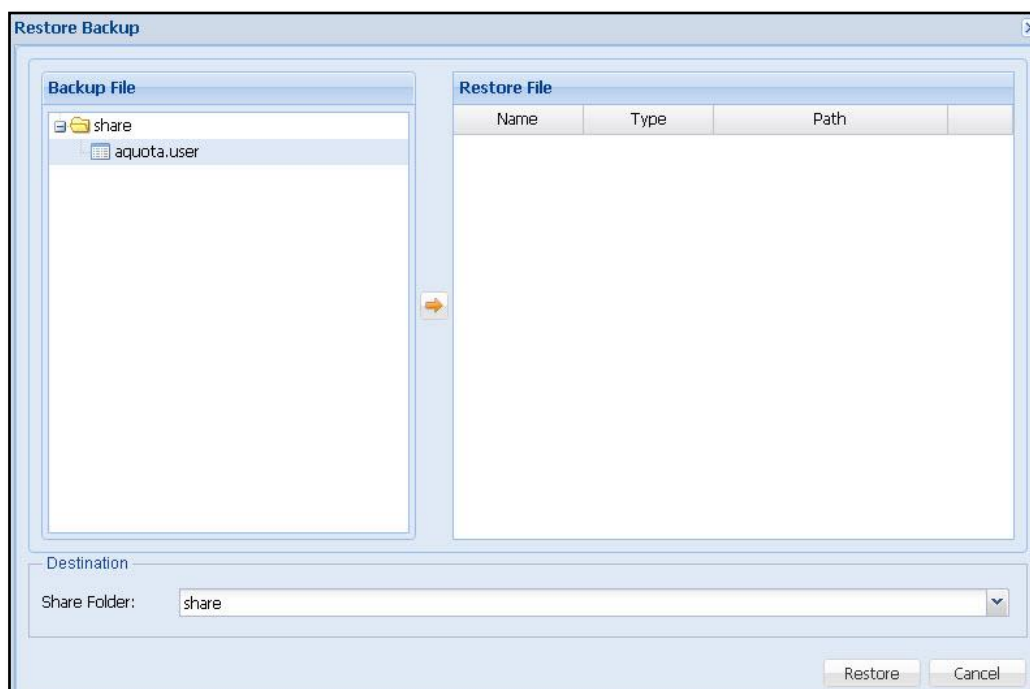 Restore Backup
Backup File
share
aquota.user
Restore File
Name Type Path
Destination
Share Folder: share
Restore Cancel